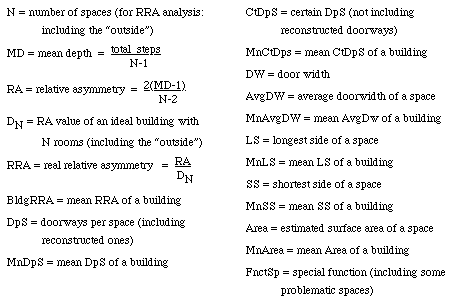 N = number of spaces (for RRA analysis:
including the "outside")
MD = mean depth = total steps
N-1
RA = relative asymmetry = 2(MD-1)
N-2
DN = RA value of an ideal building with
N rooms (including the "outside")
RRA = real relative asymmetry = RA
DN
BldgRRA = mean RRA of a building
DpS = doorways per space (including
reconstructed ones)
MnDpS = mean DpS of a building
CtDpS = certain DpS (not including
reconstructed doorways)
MnCtDps = mean CtDpS of a building
DW = door width
AvgDW = average doorwidth of a space
MnAvgDW = mean AvgDw of a building
LS = longest side of a space
MnLS = mean LS of a building
SS = shortest side of a space
MnSS = mean SS of a building
Area = estimated surface area of a space
MnArea = mean Area of a building
FnctSp = special function (including some
problematic spaces)